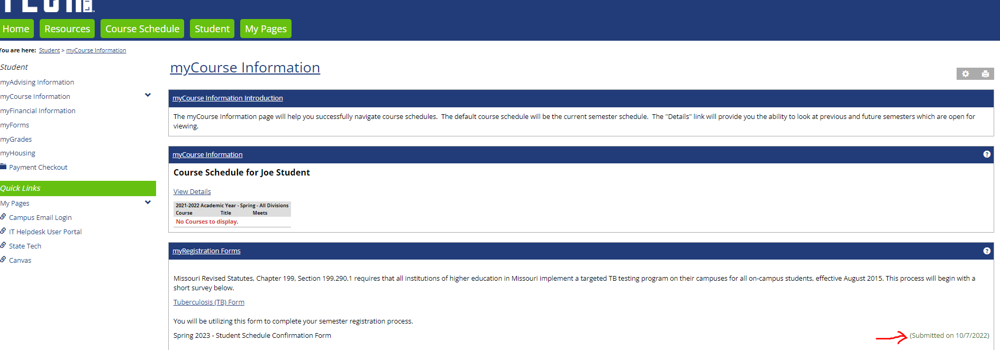 TECH
Home Resources Course Schedule Student My Pages
You are here: Student > myCourse Information
Student
myAdvising Information
myCourse Information
myFinancial Information
myForms
myGrades
myHousing
Payment Checkout
Quick Links
My Pages
Campus Email Login
IT Helpdesk User Portal
State Tech
Canvas
myCourse Information
myCourse Information Introduction
The myCourse Information page will help you successfully navigate course schedules. The default course schedule will be the current semester schedule. The "Details" link will provide you the ability to look at previous and future semesters which are open for
viewing.
myCourse Information
?
Course Schedule for Joe Student
View Details
2021-2022 Academic Year - Spring - All Divisions
Course Title Meets
No Courses to display.
myRegistration Forms
?
Missouri Revised Statutes, Chapter 199, Section 199.290.1 requires that all institutions of higher education in Missouri implement a targeted TB testing program on their campuses for all on-campus students, effective August 2015. This process will begin with a
short survey below.
Tuberculosis (TB) Form
You will be utilizing this form to complete your semester registration process.
Spring 2023 - Student Schedule Confirmation Form (Submitted on 10/7/2022)